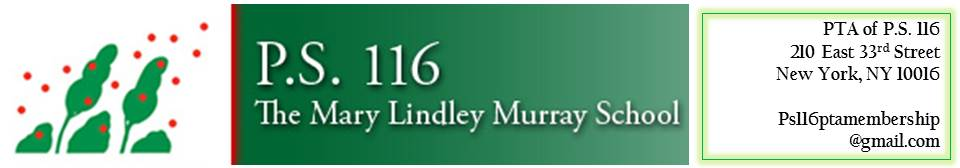 P.S. 116
The Mary Lindley Murray School
PTA of P.S. 116
210 East 33rd Street
New York, NY 10016
Ps116ptamembership
@gmail.com